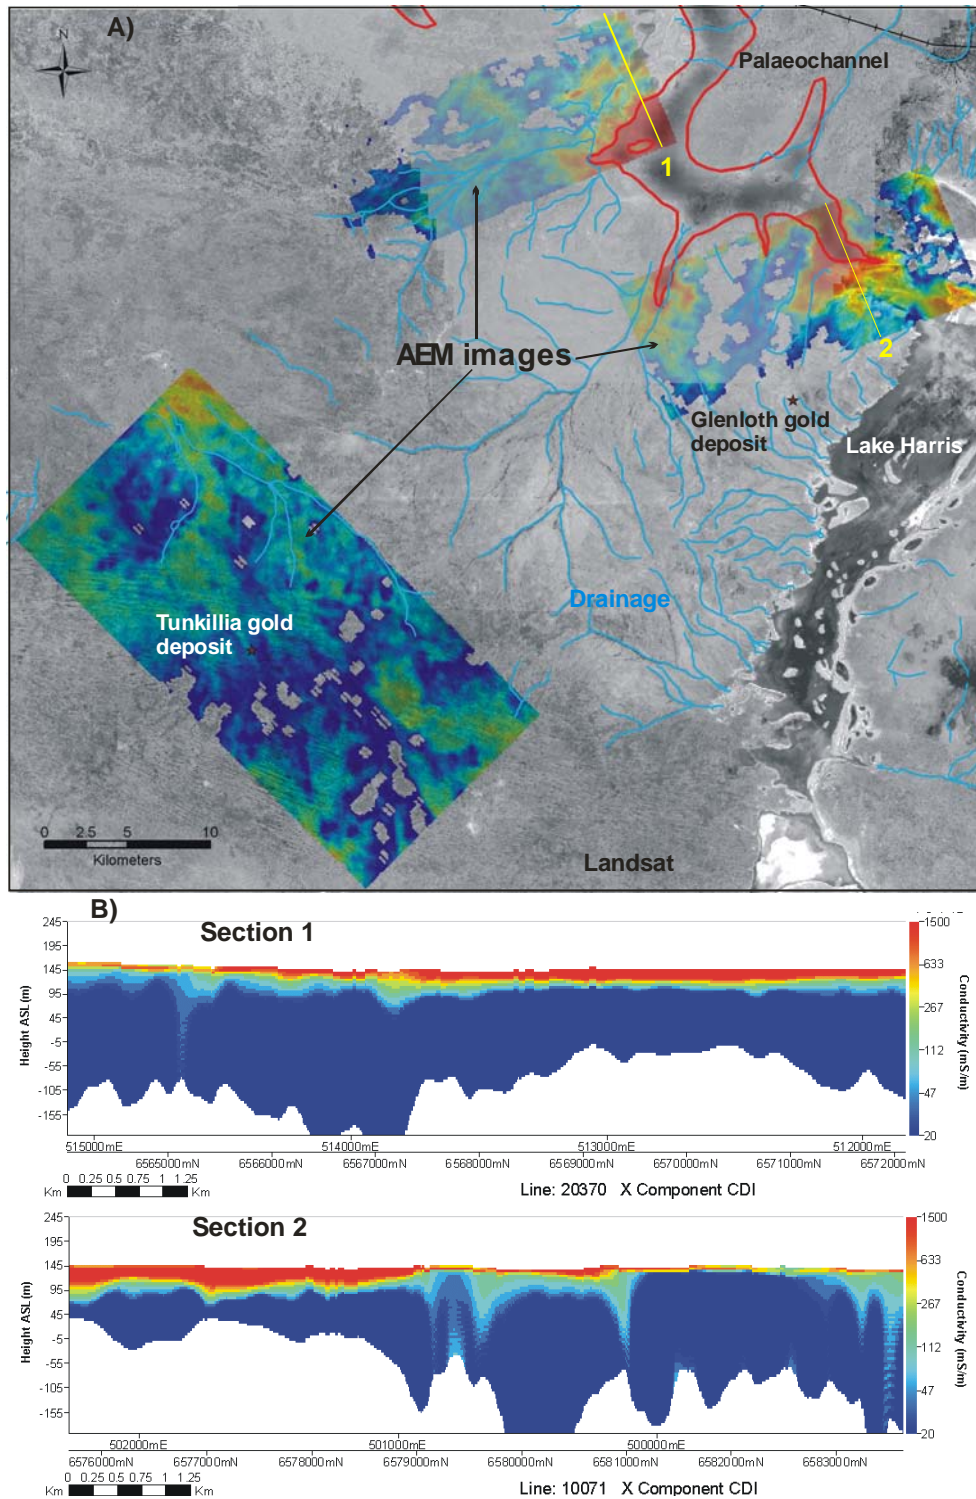 A)
N
Palaeochannel
1
2
AEM images
Glenloth gold
deposit
Lake Harris
Drainage
Tunkillia gold
deposit
0 2.5 5 10
Kilometers
Landsat
B)
Section 1
245
195
145
95
45
-5
-55
-105
-155
Height ASL(m)
1500
633
267
112
47
20
Conductivity (mS/m)
515000mE 514000mE 513000mE 512000mE
6565000mN 6566000mN 6567000mN 6568000mN 6569000mN 6570000mN 6571000mN 6572000mN
0 0.25 0.5 0.75 1 1.25
Km Km
Line: 20370 X Component CDI
Section 2
245
195
145
95
45
-5
-55
-105
-155
Height ASL(m)
1500
633
267
112
47
20
Conductivity (mS/m)
502000mE 501000mE 500000mE
6576000mN 6577000mN 6578000mN 6579000mN 6580000mN 6581000mN 6582000mN 6583000mN
0 0.25 0.5 0.75 1 1.25
Km Km
Line: 10071 X Component CDI